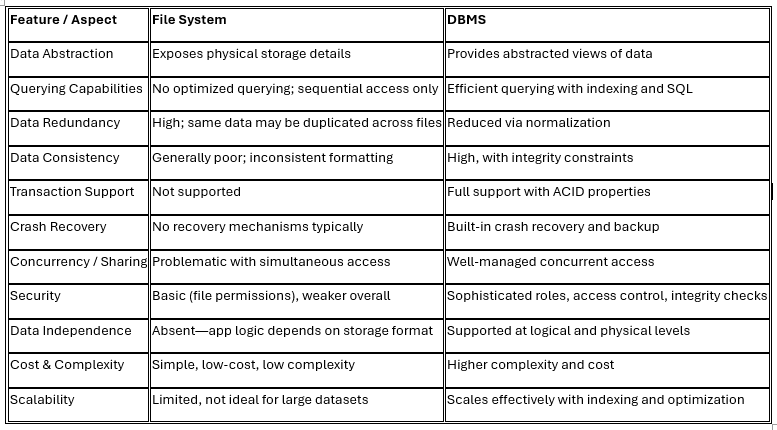 Feature / Aspect File System DBMS
Data Abstraction Exposes physical storage details Provides abstracted views of data
Querying Capabilities No optimized querying; sequential access only Efficient querying with indexing and SQL
Data Redundancy High; same data may be duplicated across files Reduced via normalization
Data Consistency Generally poor; inconsistent formatting High, with integrity constraints
Transaction Support Not supported Full support with ACID properties
Crash Recovery No recovery mechanisms typically Built-in crash recovery and backup
Concurrency / Sharing Problematic with simultaneous access Well-managed concurrent access
Security Basic (file permissions), weaker overall Sophisticated roles, access control, integrity checks
Data Independence Absent—app logic depends on storage format Supported at logical and physical levels
Cost & Complexity Simple, low-cost, low complexity Higher complexity and cost
Scalability Limited, not ideal for large datasets Scales effectively with indexing and optimization